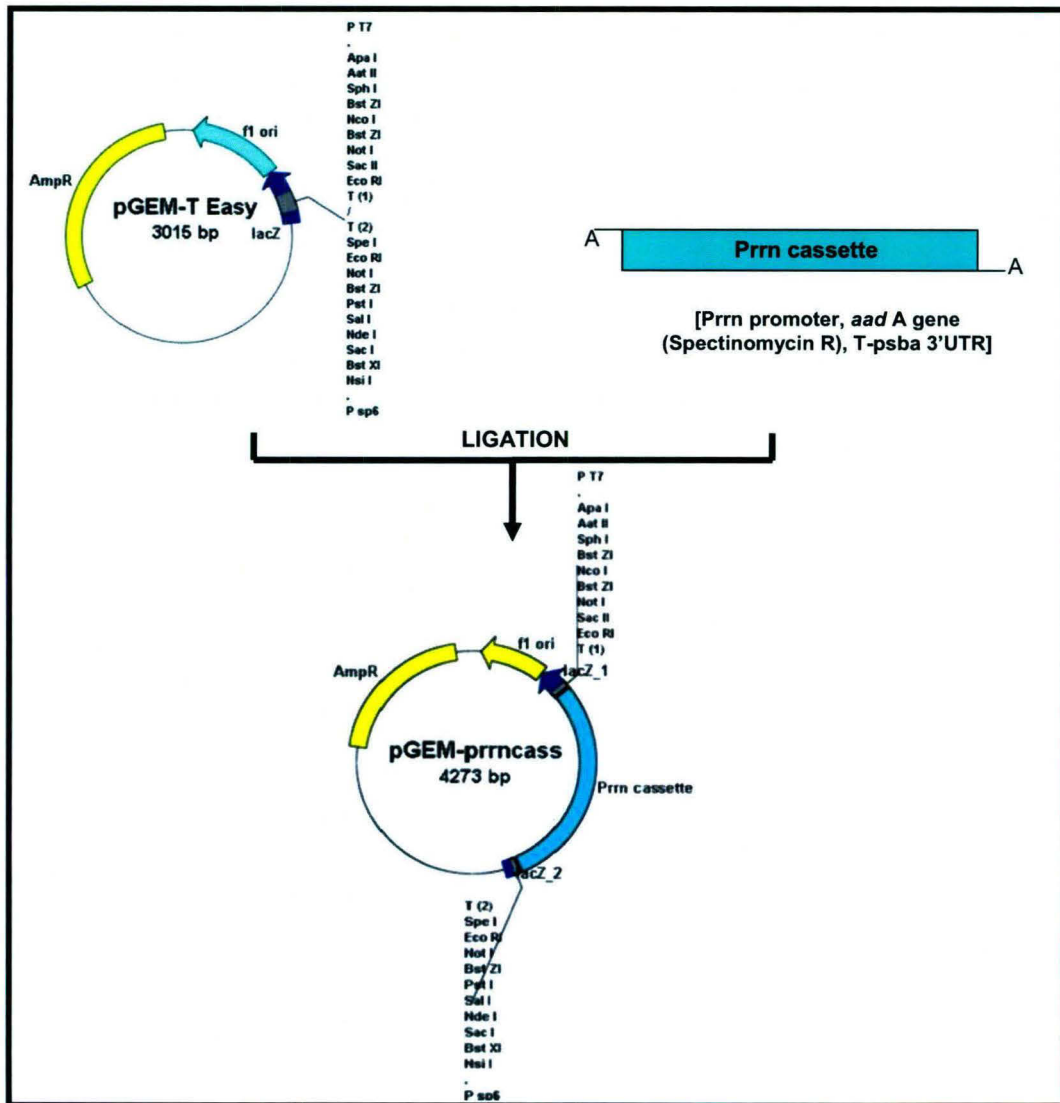 P T7
.
Apa I
Aat II
Sph I
Bst ZI
Nco I
Bst ZI
Not I
Sac II
Eco RI
T (1)
/
T (2)
Spe I
Eco RI
Not I
Bst ZI
Pst I
Sal I
Nde I
Sac I
Bst XI
Nsi I
.
P sp6
f1 ori
AmpR
pGEM-T Easy
3015 bp
lacZ
A
Prrn cassette
A
[Prrn promoter, aad A gene
(Spectinomycin R), T-psba 3'UTR]
LIGATION
P T7
.
Apa I
Aat II
Sph I
Bst ZI
Nco I
Bst ZI
Not I
Sac II
Eco RI
T (1)
f1 ori
lacZ_1
AmpR
pGEM-prrncass
4273 bp
Prrn cassette
lacZ_2
T (2)
Spe I
Eco RI
Not I
Bst ZI
Pst I
Sal I
Nde I
Sac I
Bst XI
Nsi I
.
P sp6